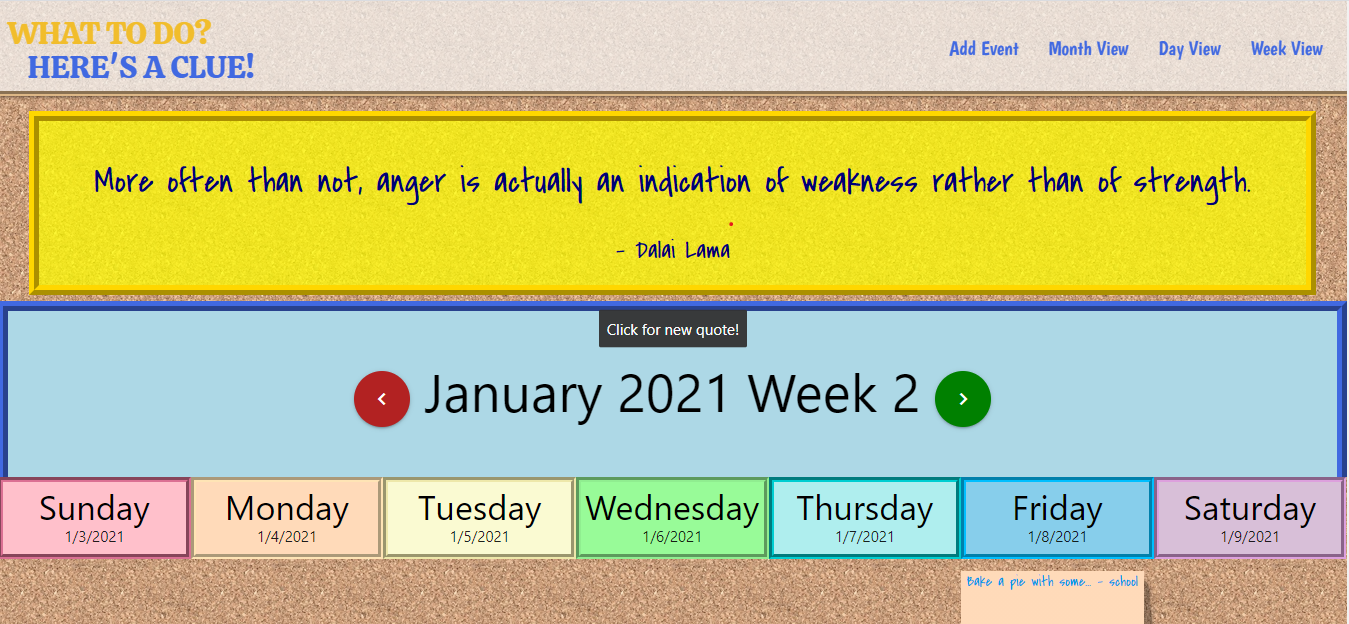 WHAT TO DO?
HERE'S A CLUE!
Add Event Month View Day View Week View
More often than not, anger is actually an indication of weakness rather than of strength.
- Dalai Lama
Click for new quote!
January 2021 Week 2
Sunday Monday Tuesday Wednesday Thursday Friday Saturday
1/3/2021 1/4/2021 1/5/2021 1/6/2021 1/7/2021 1/8/2021 1/9/2021
Bake a pie with some... - school